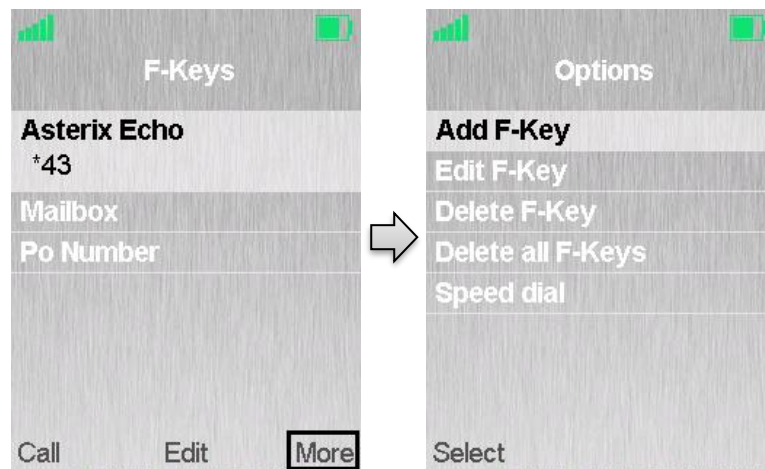 F-Keys
Asterix Echo
*43
Mailbox
Po Number
Call Edit More
Options
Add F-Key
Edit F-Key
Delete F-Key
Delete all F-Keys
Speed dial
Select